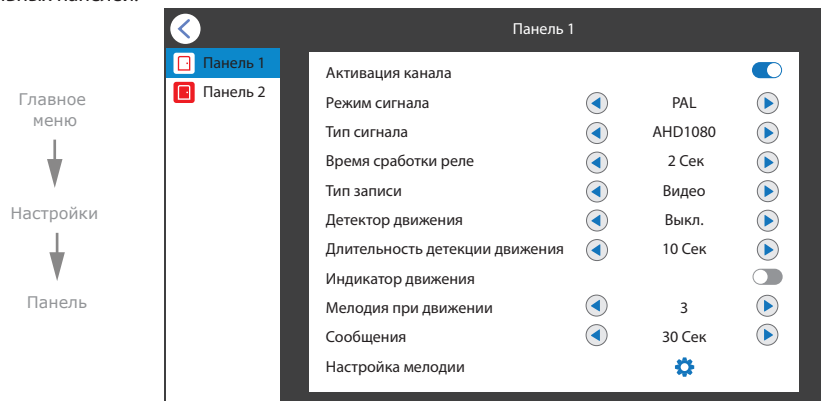 Панель 1
Панель 1
Панель 2
Главное
меню
Настройки
Панель
Активация канала
Режим сигнала PAL
Тип сигнала AHD1080
Время сработки реле 2 Сек
Тип записи Видео
Детектор движения Выкл.
Длительность детекции движения 10 Сек
Индикатор движения
Мелодия при движении 3
Сообщения 30 Сек
Настройка мелодии